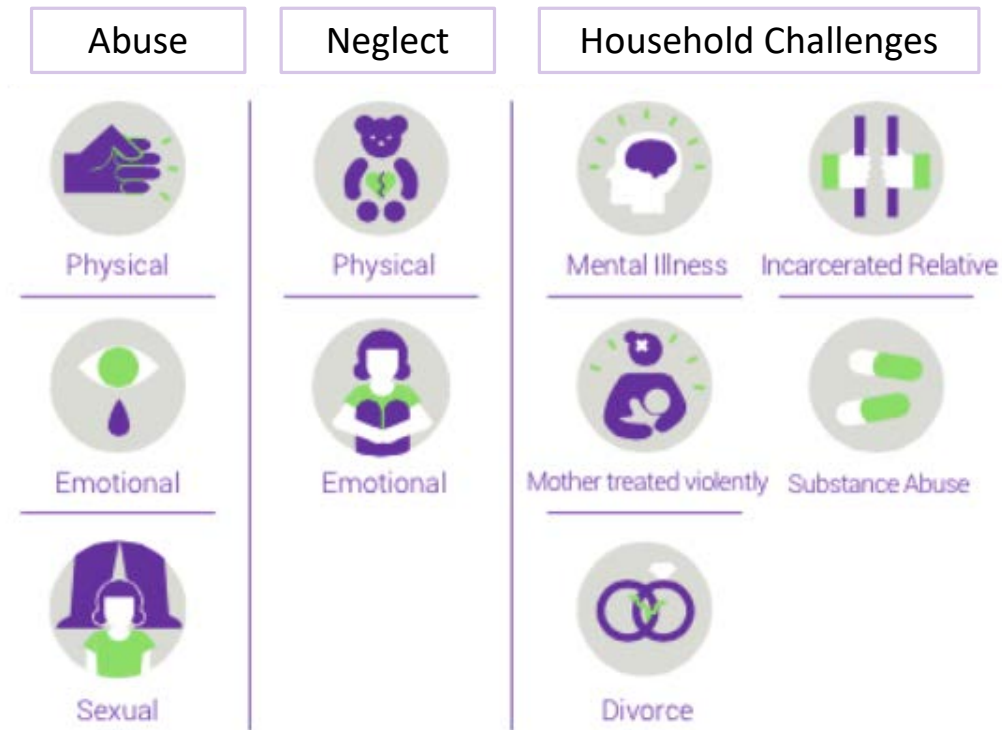 Abuse
Neglect
Household Challenges
Physical
Physical
Mental Illness
Incarcerated Relative
Emotional
Emotional
Mother treated violently
Substance Abuse
Sexual
Divorce